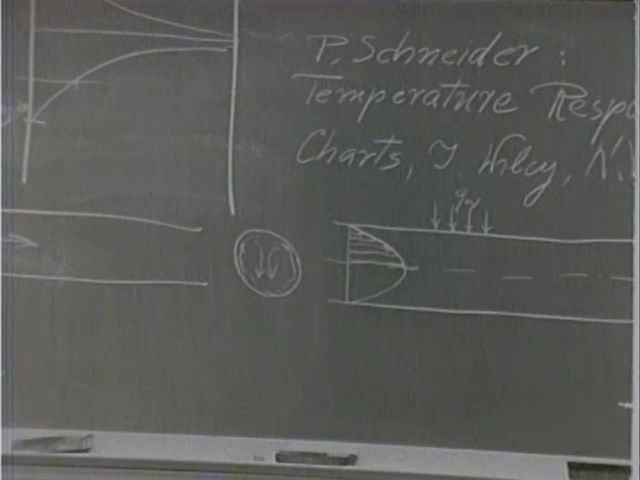 P. Schneider :
Temperature Respo
Charts, J. Wiley, N.Y
q